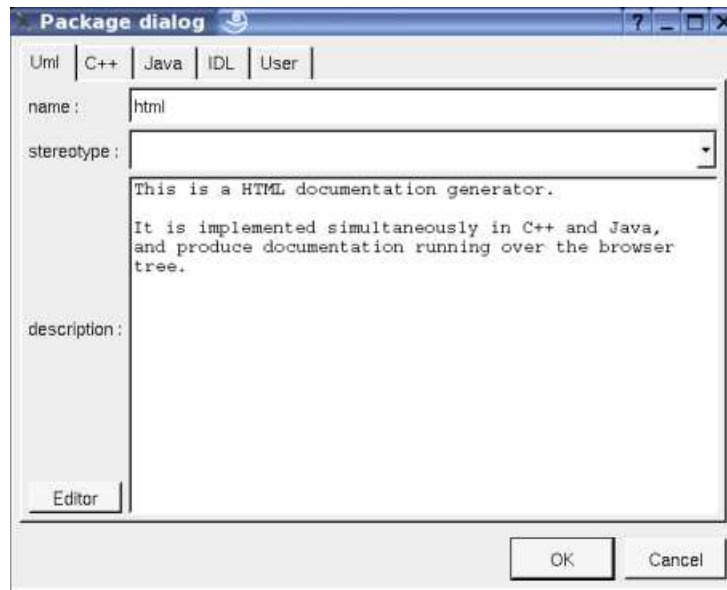 Package dialog
Uml C++ Java IDL User
name : html
stereotype :
This is a HTML documentation generator.
It is implemented simultaneously in C++ and Java,
and produce documentation running over the browser
tree.
description :
Editor
OK Cancel